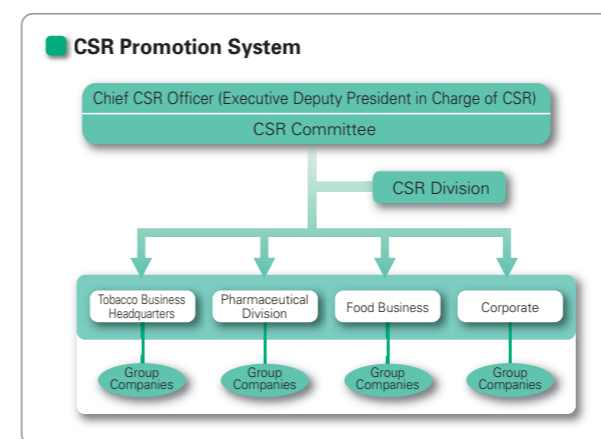 CSR Promotion System
Chief CSR Officer (Executive Deputy President in Charge of CSR)
CSR Committee
CSR Division
Tobacco Business
Headquarters
Pharmaceutical
Division
Food Business
Corporate
Group
Companies
Group
Companies
Group
Companies
Group
Companies